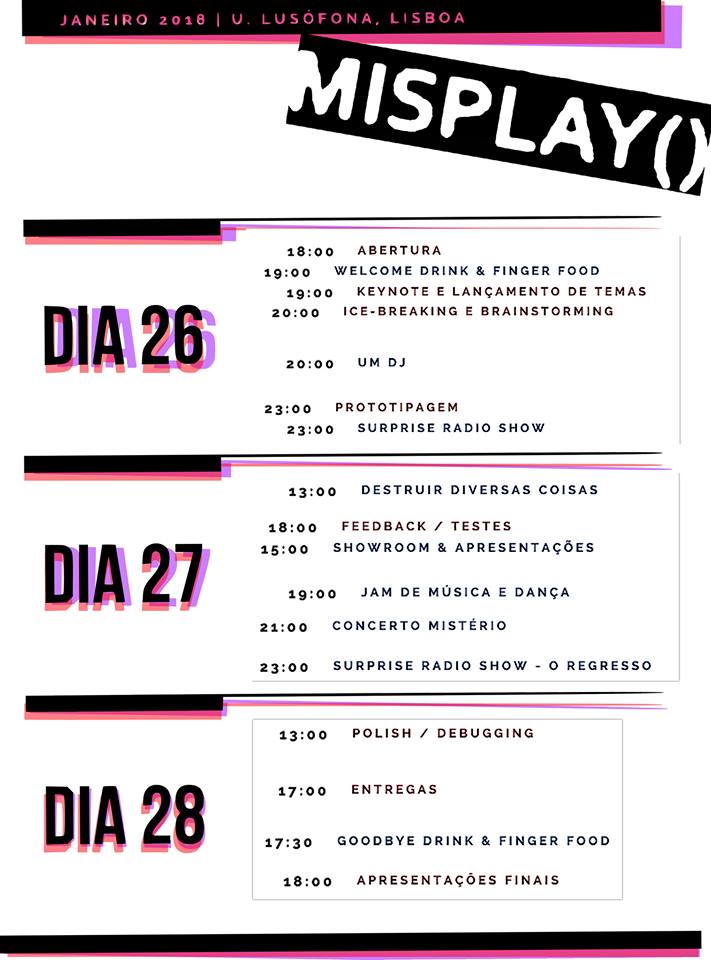 JANEIRO 2018 | U. LUSÓFONA, LISBOA
MISPLAY()
DIA 26
18:00 ABERTURA
19:00 WELCOME DRINK & FINGER FOOD
19:00 KEYNOTE E LANÇAMENTO DE TEMAS
20:00 ICE-BREAKING E BRAINSTORMING
20:00 UM DJ
23:00 PROTOTIPAGEM
23:00 SURPRISE RADIO SHOW
DIA 27
13:00 DESTRUIR DIVERSAS COISAS
18:00 FEEDBACK / TESTES
15:00 SHOWROOM & APRESENTAÇÕES
19:00 JAM DE MÚSICA E DANÇA
21:00 CONCERTO MISTÉRIO
23:00 SURPRISE RADIO SHOW - O REGRESSO
DIA 28
13:00 POLISH / DEBUGGING
17:00 ENTREGAS
17:30 GOODBYE DRINK & FINGER FOOD
18:00 APRESENTAÇÕES FINAIS